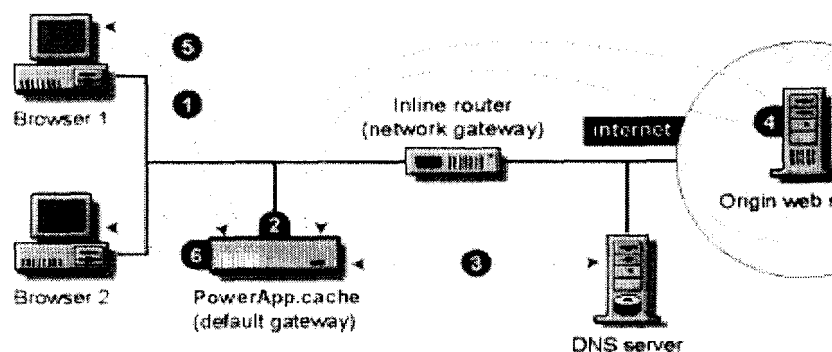 5
1
Browser 1
Inline router
(network gateway)
internet
4
Origin web s
2
6
3
Browser 2
PowerApp.cache
(default gateway)
DNS server